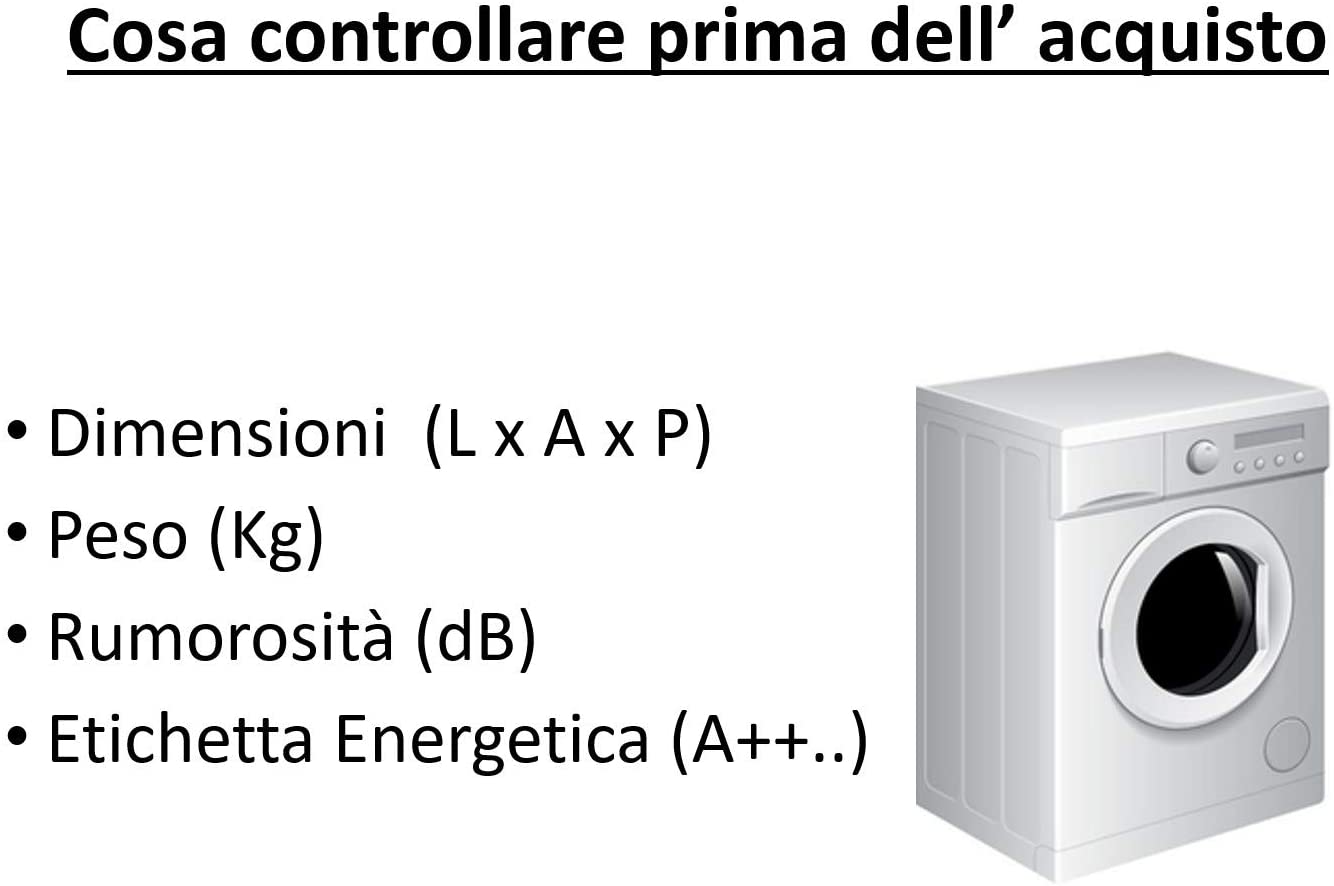 Cosa controllare prima dell’ acquisto
• Dimensioni (L x A x P)
• Peso (Kg)
• Rumorosità (dB)
• Etichetta Energetica (A++..)